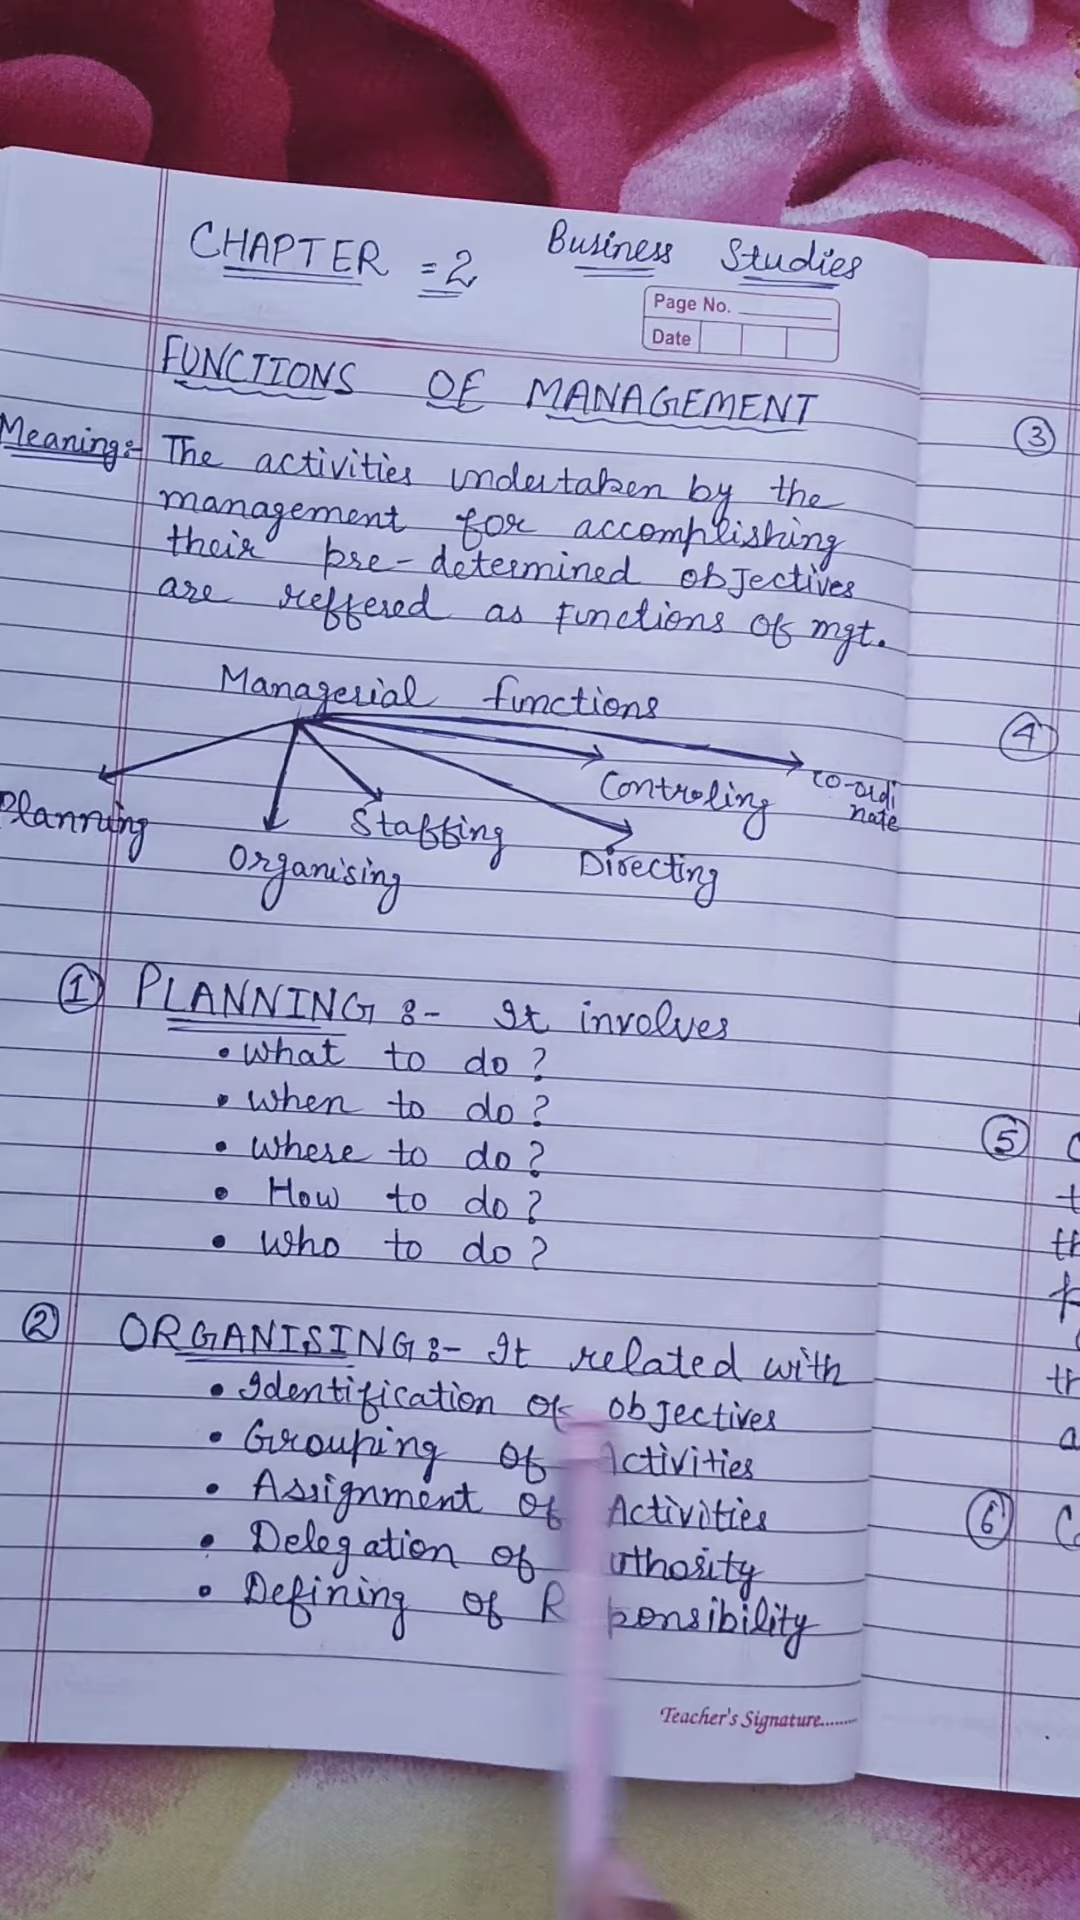 CHAPTER = 2 Business Studies
Page No.
Date
FUNCTIONS OF MANAGEMENT
Meaning:- The activities undertaken by the
management for accomplishing
their pre-determined objectives
are reffered as Functions of mgt.
Managerial functions
Planning
Organising
Staffing
Directing
Controling
co-ordi
nate
① PLANNING :- It involves
• What to do ?
• When to do ?
• Where to do ?
• How to do ?
• Who to do ?
② ORGANISING :- It related with
• Identification of objectives
• Grouping of Activities
• Assignment of Activities
• Delegation of
• Defining of
Teacher's Signature........
③
④
⑤
⑥